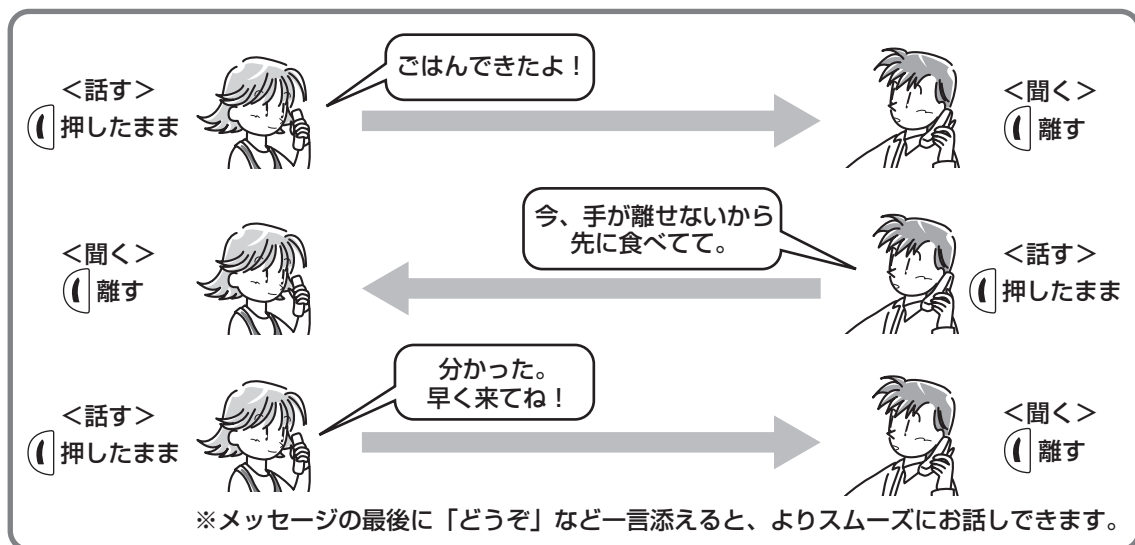 ごはんできたよ！
＜話す＞
押したまま
＜聞く＞
離す
今、手が離せないから
先に食べてて。
＜聞く＞
離す
＜話す＞
押したまま
分かった。
早く来てね！
＜話す＞
押したまま
＜聞く＞
離す
※メッセージの最後に「どうぞ」など一言添えると、よりスムーズにお話しできます。